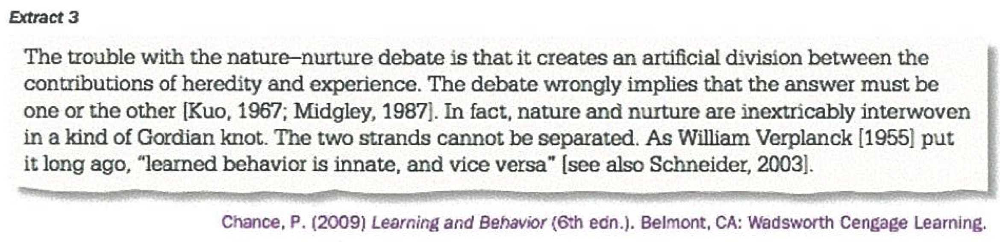 Extract 3
The trouble with the nature–nurture debate is that it creates an artificial division between the
contributions of heredity and experience. The debate wrongly implies that the answer must be
one or the other [Kuo, 1967; Midgley, 1987]. In fact, nature and nurture are inextricably interwoven
in a kind of Gordian knot. The two strands cannot be separated. As William Verplanck [1955] put
it long ago, “learned behavior is innate, and vice versa” [see also Schneider, 2003].
Chance, P. (2009) Learning and Behavior (6th edn.). Belmont, CA: Wadsworth Cengage Learning.